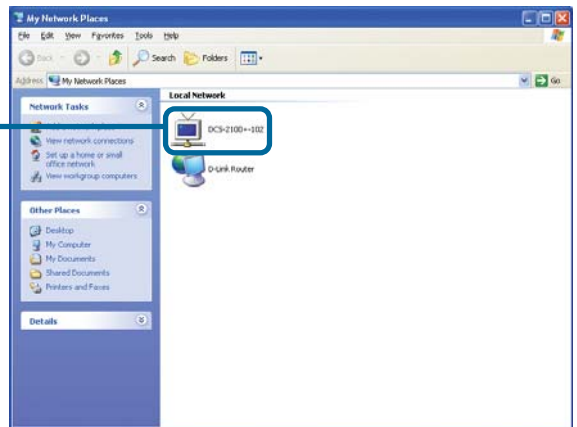 My Network Places
File Edit View Favorites Tools Help
Back Search Folders
Address My Network Places Go
Local Network
Network Tasks
View network connections
Set up a home or small
office network
View workgroup computers
DCS-2100+-102
D-Link Router
Other Places
Desktop
My Computer
My Documents
Shared Documents
Printers and Faxes
Details